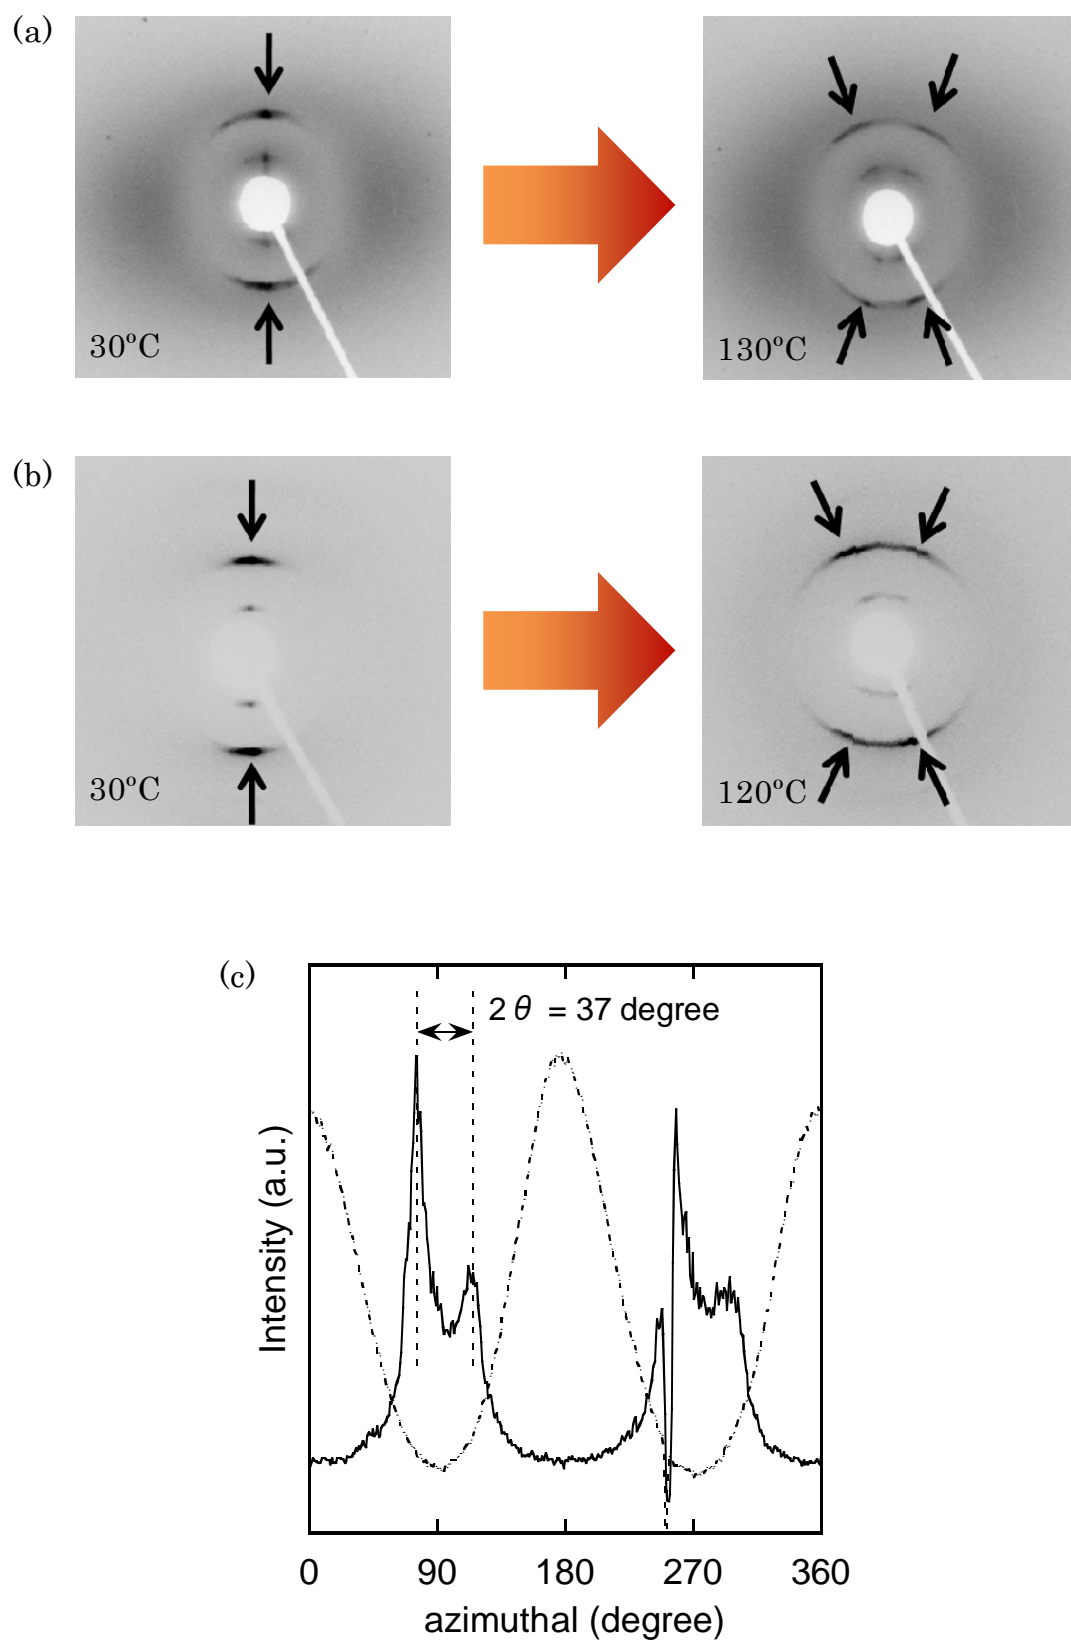 (a)
30°C
130°C
(b)
30°C
120°C
(c)
2θ = 37 degree
Intensity (a.u.)
0 90 180 270 360
azimuthal (degree)